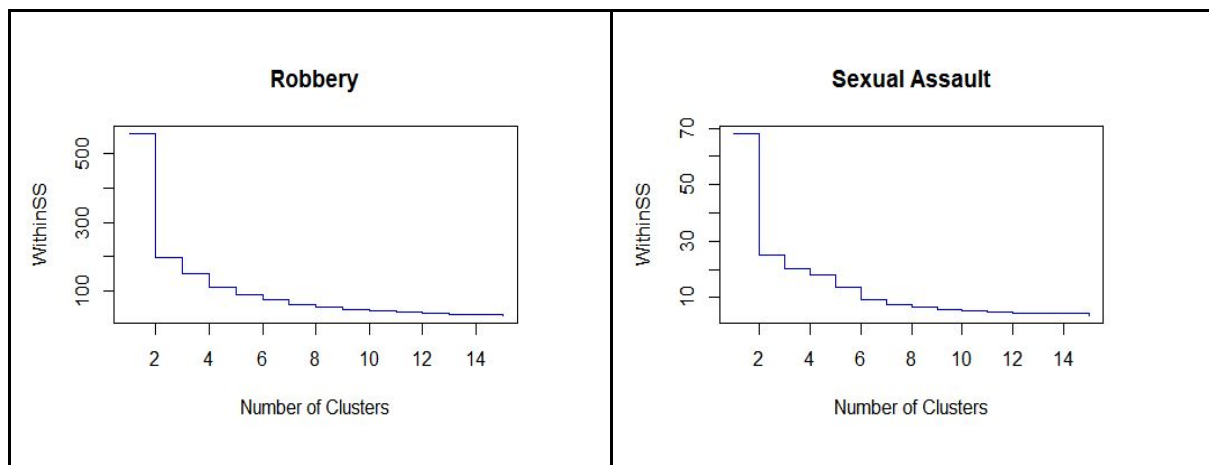 Robbery
500
300
100
WithinSS
2 4 6 8 10 12 14
Number of Clusters
Sexual Assault
70
50
30
10
WithinSS
2 4 6 8 10 12 14
Number of Clusters